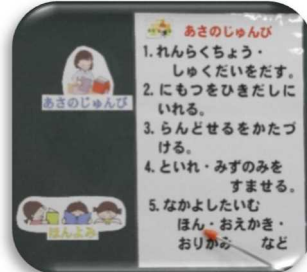 あさのじゅんび
ほんよみ
あさのじゅんび
1. れんらくちょう・
しゅくだいをだす。
2. にもつをひきだしに
いれる。
3. らんどせるをかたづ
ける。
4. といれ・みずのみを
すませる。
5. なかよしたいむ
ほん・おえかき・
おりがみ など